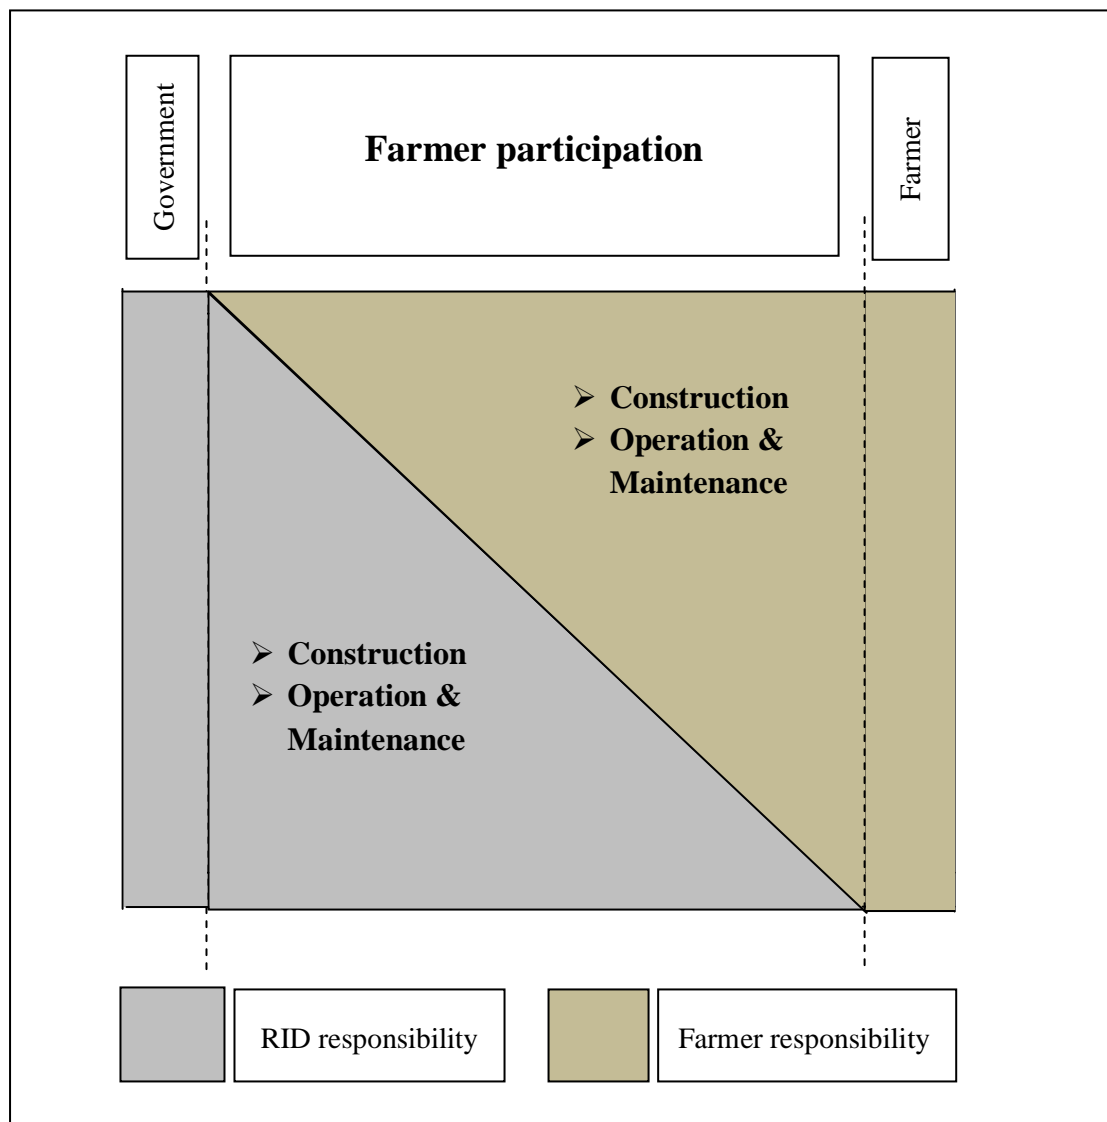 Government
Farmer participation
Farmer
➢ Construction
➢ Operation &
Maintenance
➢ Construction
➢ Operation &
Maintenance
RID responsibility
Farmer responsibility